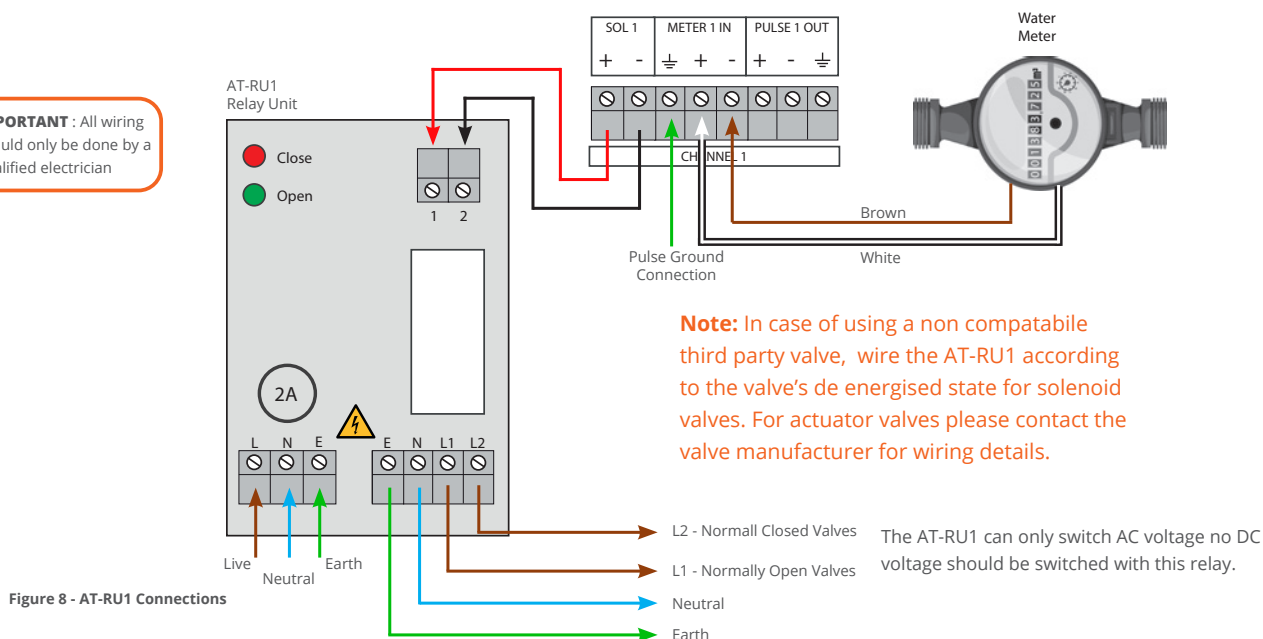 Water
Meter
SOL 1 METER 1 IN PULSE 1 OUT
+ - + - + -
CHANNEL 1
AT-RU1
Relay Unit
: All wiring
only be done by a
electrician
Close
Open
1 2
Brown
White
Pulse Ground
Connection
Note: In case of using a non compatabile
third party valve, wire the AT-RU1 according
to the valve's de energised state for solenoid
valves. For actuator valves please contact the
valve manufacturer for wiring details.
2A
L N E E N L1 L2
Live
Neutral
Earth
L2 - Normall Closed Valves
L1 - Normally Open Valves
Neutral
Earth
The AT-RU1 can only switch AC voltage no DC
voltage should be switched with this relay.
Figure 8 - AT-RU1 Connections